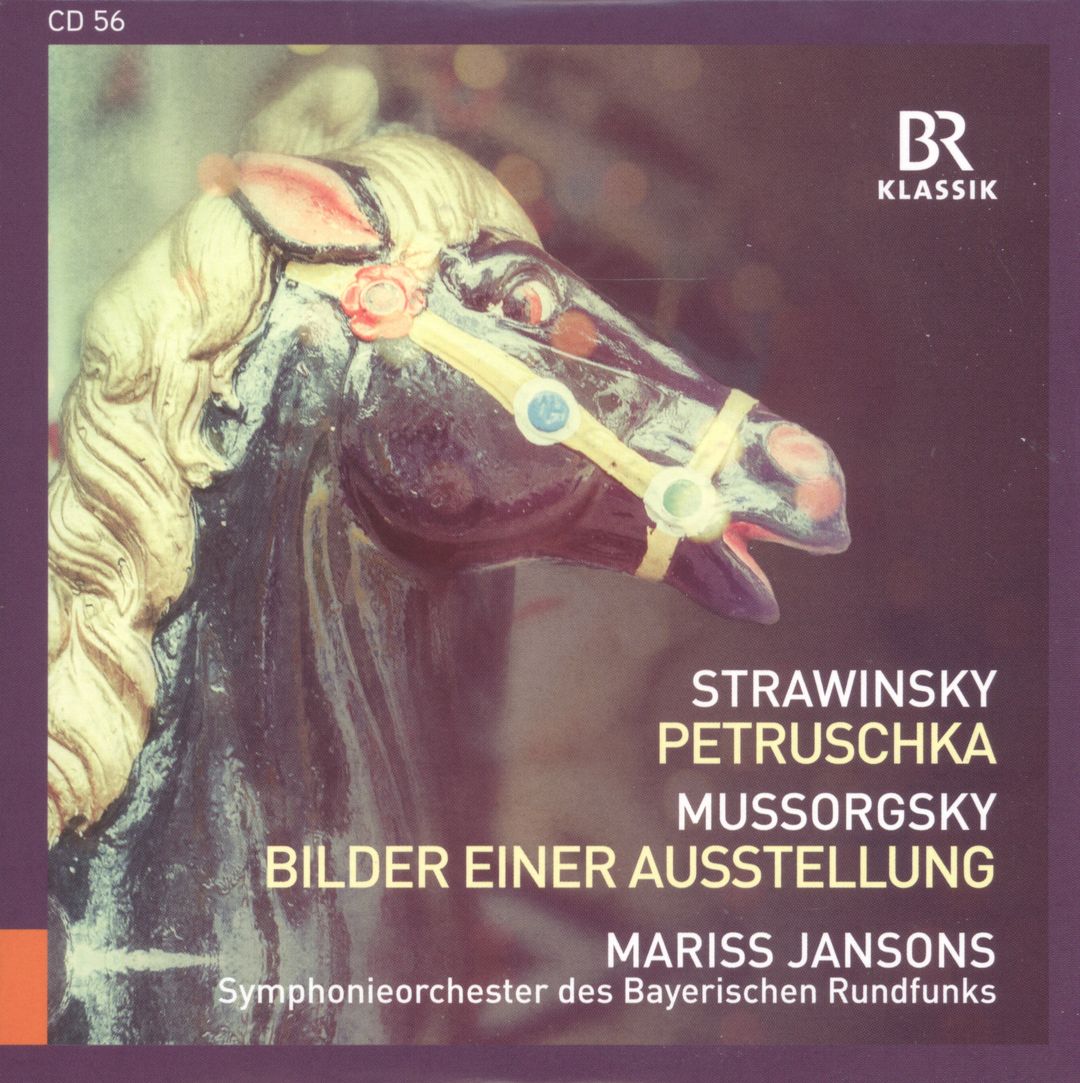 CD 56
BR
KLASSIK
STRAWINSKY
PETRUSCHKA
MUSSORGSKY
BILDER EINER AUSSTELLUNG
MARISS JANSONS
Symphonieorchester des Bayerischen Rundfunks